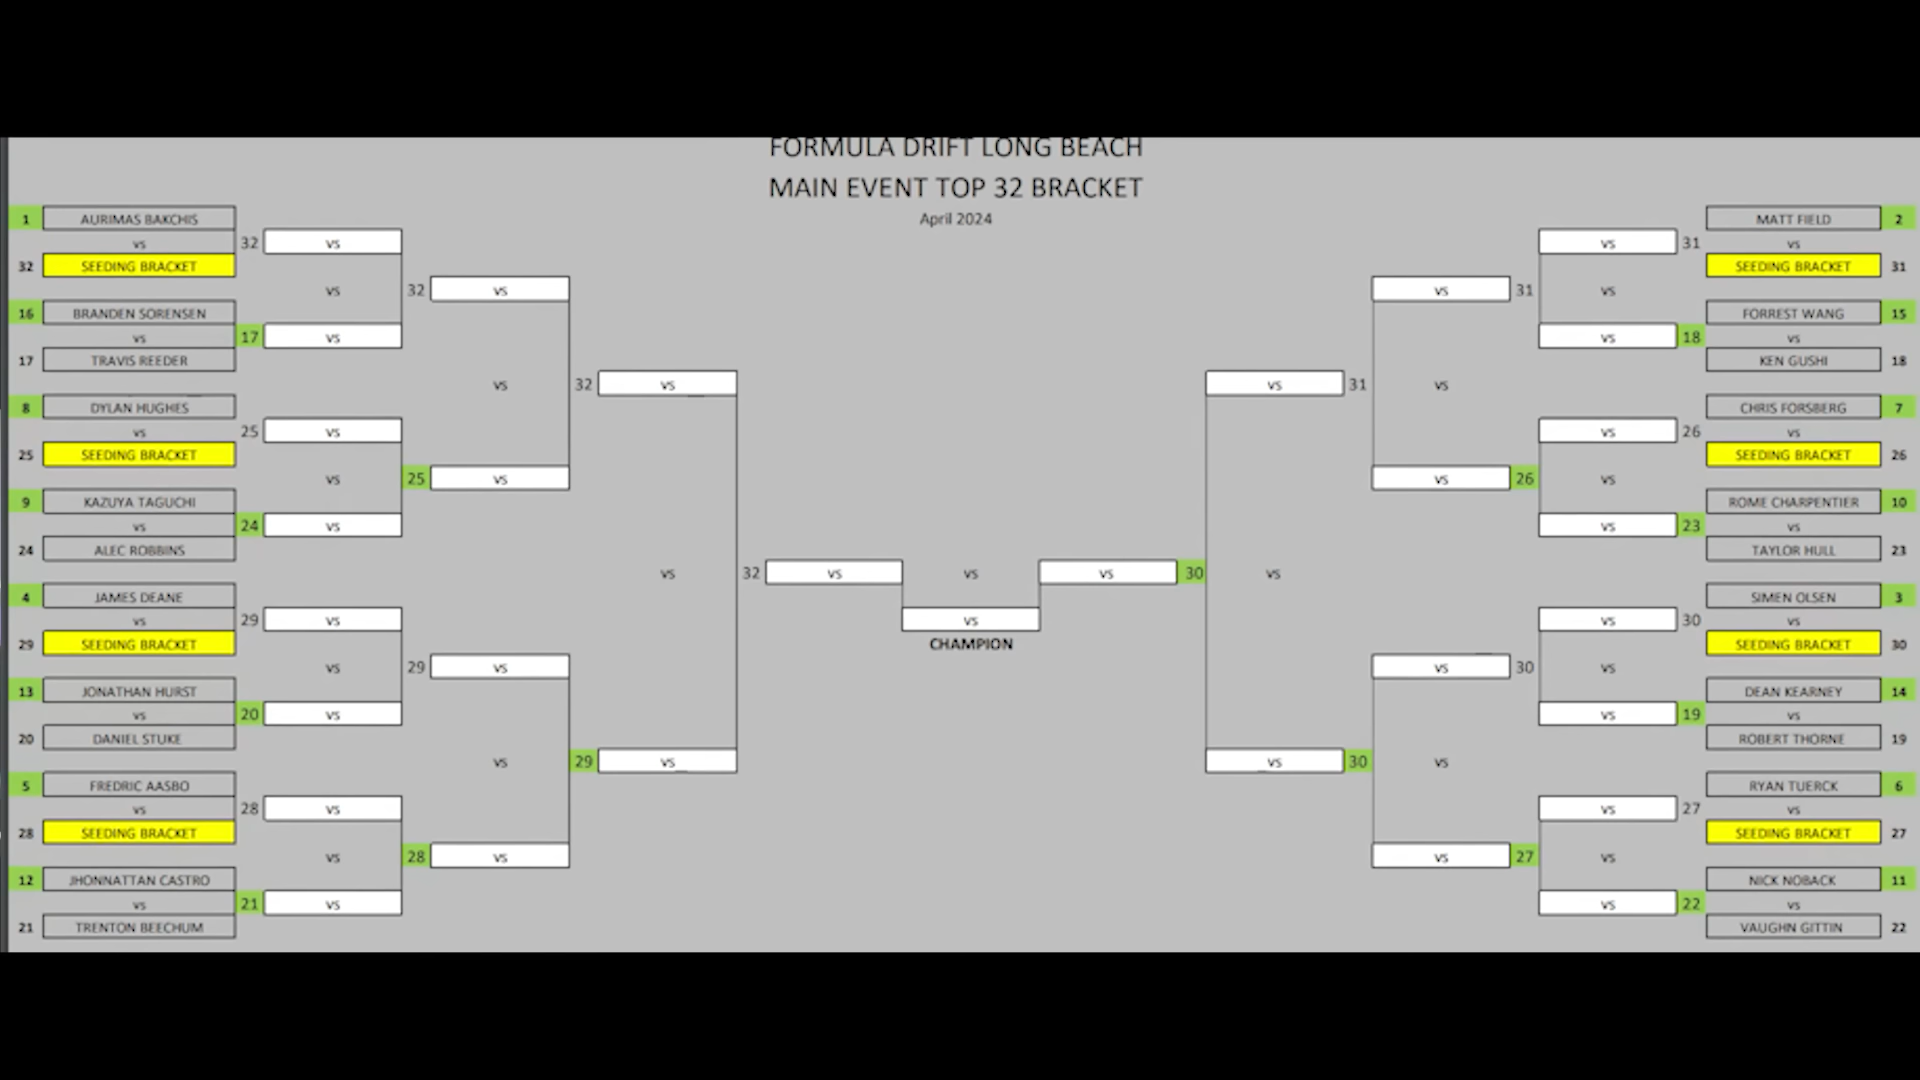 FORMULA DRIFT LONG BEACH
MAIN EVENT TOP 32 BRACKET
April 2024
1 AURIMAS BAKCHIS
vs
32 SEEDING BRACKET
16 BRANDEN SORENSEN
vs
17 TRAVIS REEDER
8 DYLAN HUGHES
vs
25 SEEDING BRACKET
9 KAZUYA TAGUCHI
vs
24 ALEC ROBBINS
4 JAMES DEANE
vs
29 SEEDING BRACKET
13 JONATHAN HURST
vs
20 DANIEL STUKE
5 FREDRIC AASBO
vs
28 SEEDING BRACKET
12 JHONNATTAN CASTRO
vs
21 TRENTON BEECHUM
32 vs
vs
17 vs
25 vs
vs
24 vs
29 vs
vs
20 vs
28 vs
vs
21 vs
32 vs
vs
25 vs
29 vs
vs
28 vs
32 vs
vs
29 vs
32 vs
vs
vs
CHAMPION
vs 30
vs 31
vs
vs 30
vs 31
vs
vs 26
vs 30
vs
vs 27
vs 31
vs
vs 18
vs 26
vs
vs 23
vs 30
vs
vs 19
vs 27
vs
vs 22
MATT FIELD 2
vs
SEEDING BRACKET 31
FORREST WANG 15
vs
KEN GUSHI 18
CHRIS FORSBERG 7
vs
SEEDING BRACKET 26
ROME CHARPENTIER 10
vs
TAYLOR HULL 23
SIMEN OLSEN 3
vs
SEEDING BRACKET 30
DEAN KEARNEY 14
vs
ROBERT THORNE 19
RYAN TUERCK 6
vs
SEEDING BRACKET 27
NICK NOBACK 11
vs
VAUGHN GITTIN 22